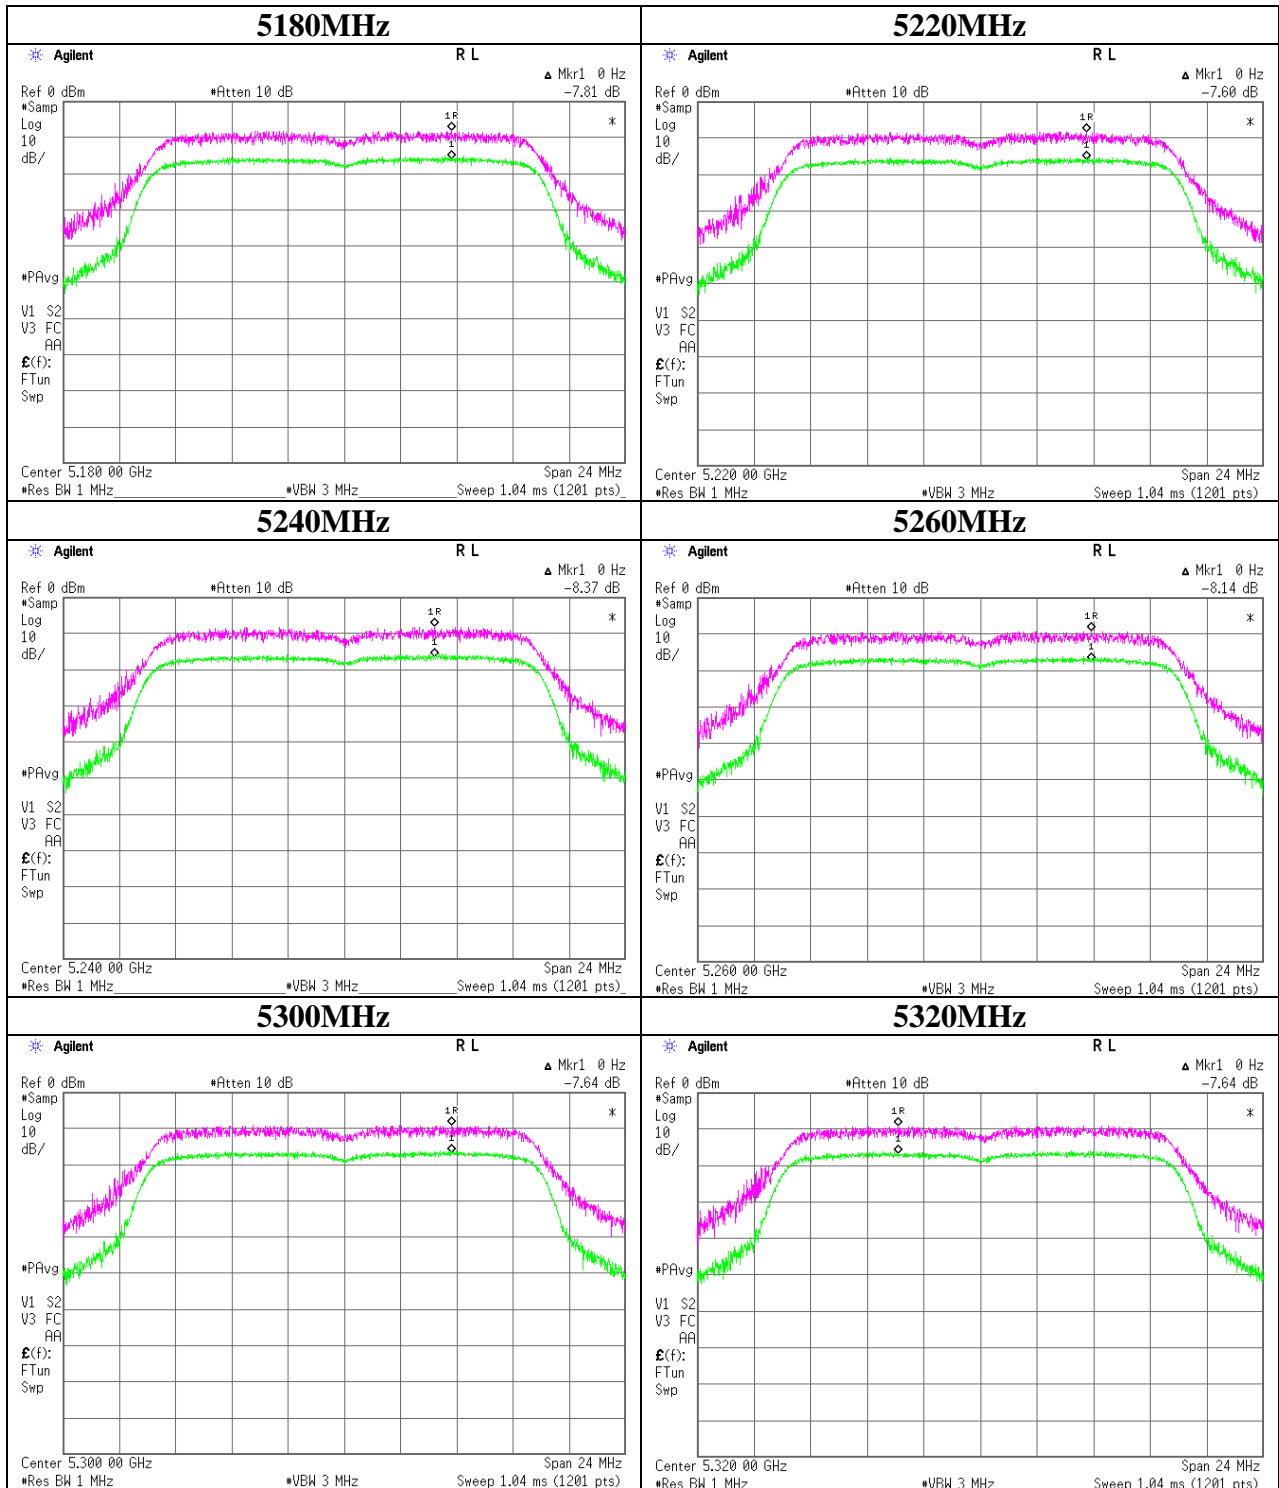 5180MHz
Agilent
R L
Δ Mkr1 0 Hz
Ref 0 dBm #Atten 10 dB -7.81 dB
#Samp
Log
10
dB/
1R
1
*
#PAvg
V1 S2
V3 FC
AA
£(f):
FTun
Swp
Center 5.180 00 GHz Span 24 MHz
#Res BW 1 MHz #VBW 3 MHz Sweep 1.04 ms (1201 pts)
5220MHz
Agilent
R L
Δ Mkr1 0 Hz
Ref 0 dBm #Atten 10 dB -7.60 dB
#Samp
Log
10
dB/
1R
1
*
#PAvg
V1 S2
V3 FC
AA
£(f):
FTun
Swp
Center 5.220 00 GHz Span 24 MHz
#Res BW 1 MHz #VBW 3 MHz Sweep 1.04 ms (1201 pts)
5240MHz
Agilent
R L
Δ Mkr1 0 Hz
Ref 0 dBm #Atten 10 dB -8.37 dB
#Samp
Log
10
dB/
1R
1
*
#PAvg
V1 S2
V3 FC
AA
£(f):
FTun
Swp
Center 5.240 00 GHz Span 24 MHz
#Res BW 1 MHz #VBW 3 MHz Sweep 1.04 ms (1201 pts)
5260MHz
Agilent
R L
Δ Mkr1 0 Hz
Ref 0 dBm #Atten 10 dB -8.14 dB
#Samp
Log
10
dB/
1R
1
*
#PAvg
V1 S2
V3 FC
AA
£(f):
FTun
Swp
Center 5.260 00 GHz Span 24 MHz
#Res BW 1 MHz #VBW 3 MHz Sweep 1.04 ms (1201 pts)
5300MHz
Agilent
R L
Δ Mkr1 0 Hz
Ref 0 dBm #Atten 10 dB -7.64 dB
#Samp
Log
10
dB/
1R
1
*
#PAvg
V1 S2
V3 FC
AA
£(f):
FTun
Swp
Center 5.300 00 GHz Span 24 MHz
#Res BW 1 MHz #VBW 3 MHz Sweep 1.04 ms (1201 pts)
5320MHz
Agilent
R L
Δ Mkr1 0 Hz
Ref 0 dBm #Atten 10 dB -7.64 dB
#Samp
Log
10
dB/
1R
1
*
#PAvg
V1 S2
V3 FC
AA
£(f):
FTun
Swp
Center 5.320 00 GHz Span 24 MHz
#Res BW 1 MHz #VBW 3 MHz Sweep 1.04 ms (1201 pts)